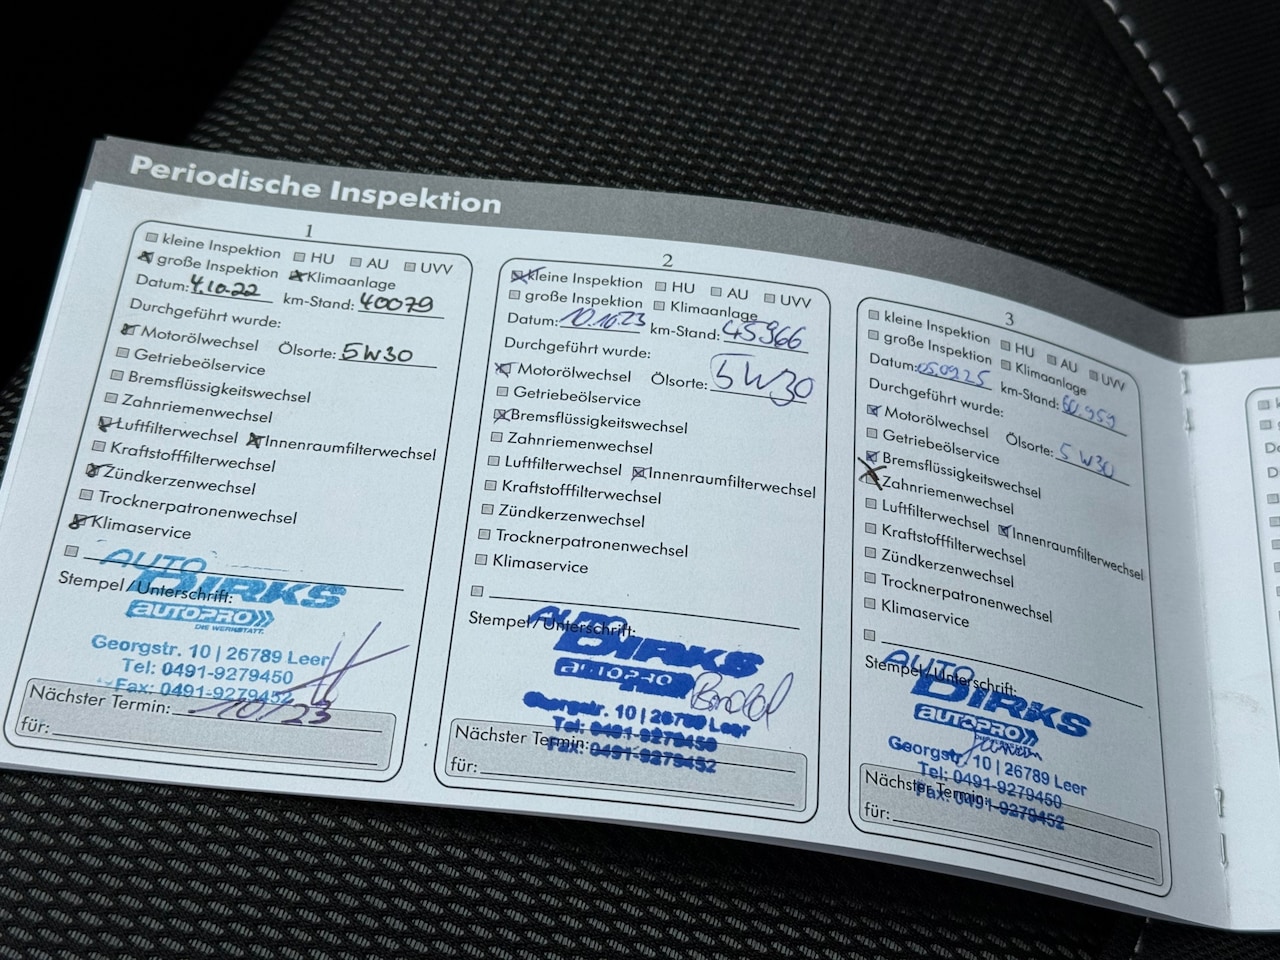 Periodische Inspektion
1
kleine Inspektion HU AU UVV
große Inspektion Klimaanlage
Datum: 4.10.22 km-Stand: 40079
Durchgeführt wurde:
Motorölwechsel Ölsorte: 5W30
Getriebeölservice
Bremsflüssigkeitswechsel
Zahnriemenwechsel
Luftfilterwechsel Innenraumfilterwechsel
Kraftstofffilterwechsel
Zündkerzenwechsel
Trocknerpatronenwechsel
Klimaservice
Stempel/Unterschrift:
AUTO
DIRKS
AUTOPRO
DIE WERKSTATT.
Georgstr. 10 | 26789 Leer
Tel: 0491-9279450
Fax: 0491-9279452
Nächster Termin: 10/23
für:
2
kleine Inspektion HU AU UVV
große Inspektion Klimaanlage
Datum: 10.10.23 km-Stand: 45966
Durchgeführt wurde:
Motorölwechsel Ölsorte: 5W30
Getriebeölservice
Bremsflüssigkeitswechsel
Zahnriemenwechsel
Luftfilterwechsel Innenraumfilterwechsel
Kraftstofffilterwechsel
Zündkerzenwechsel
Trocknerpatronenwechsel
Klimaservice
Stempel/Unterschrift:
AUTO
DIRKS
AUTOPRO
Georgstr. 10 | 26789 Leer
Tel: 0491-9279450
Fax: 0491-9279452
Nächster Termin:
für:
3
kleine Inspektion HU AU UVV
große Inspektion Klimaanlage
Datum: 05.09.25 km-Stand: 60.959
Durchgeführt wurde:
Motorölwechsel Ölsorte: 5W30
Getriebeölservice
Bremsflüssigkeitswechsel
Zahnriemenwechsel
Luftfilterwechsel Innenraumfilterwechsel
Kraftstofffilterwechsel
Zündkerzenwechsel
Trocknerpatronenwechsel
Klimaservice
Stempel/Unterschrift:
AUTO
DIRKS
AUTOPRO
Georgstr. 10 | 26789 Leer
Tel: 0491-9279450
Fax: 0491-9279452
Nächster Termin:
für: